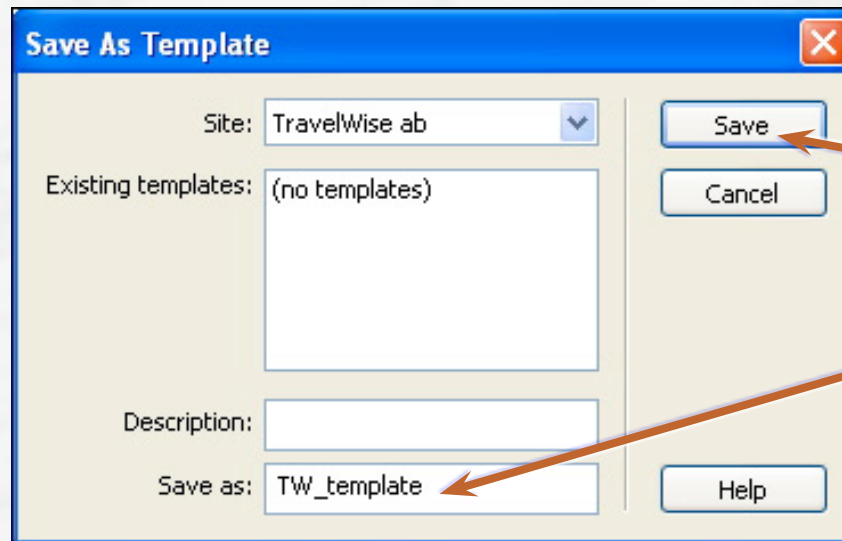 Save As Template
Site: TravelWise ab
Save
Existing templates: (no templates)
Cancel
Description:
Save as: TW_template
Help